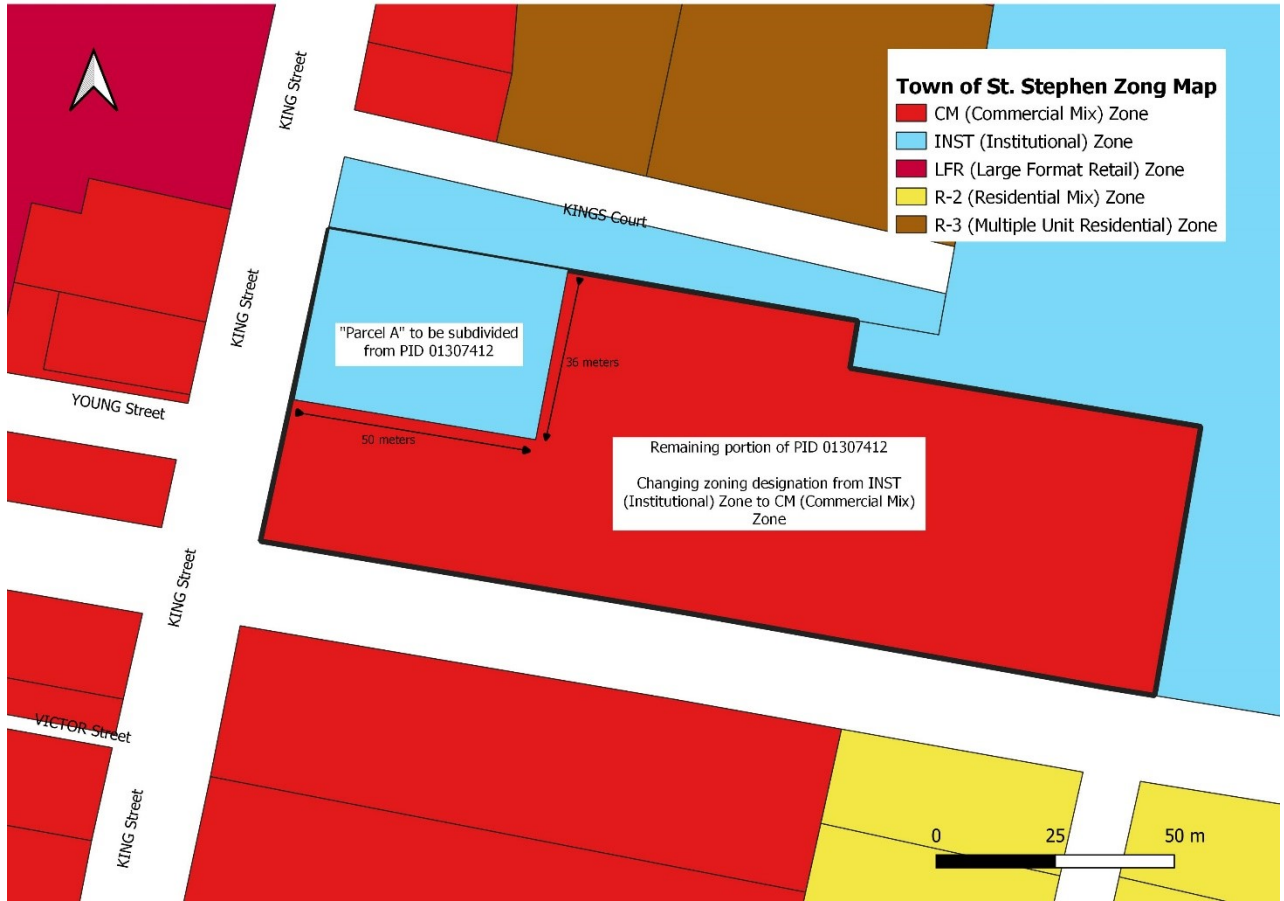 Town of St. Stephen Zong Map
CM (Commercial Mix) Zone
INST (Institutional) Zone
LFR (Large Format Retail) Zone
R-2 (Residential Mix) Zone
R-3 (Multiple Unit Residential) Zone
KING Street
KINGS Court
KING Street
"Parcel A" to be subdivided
from PID 01307412
36 meters
YOUNG Street
50 meters
Remaining portion of PID 01307412
Changing zoning designation from INST
(Institutional) Zone to CM (Commercial Mix)
Zone
KING Street
VICTOR Street
KING Street
0 25 50 m